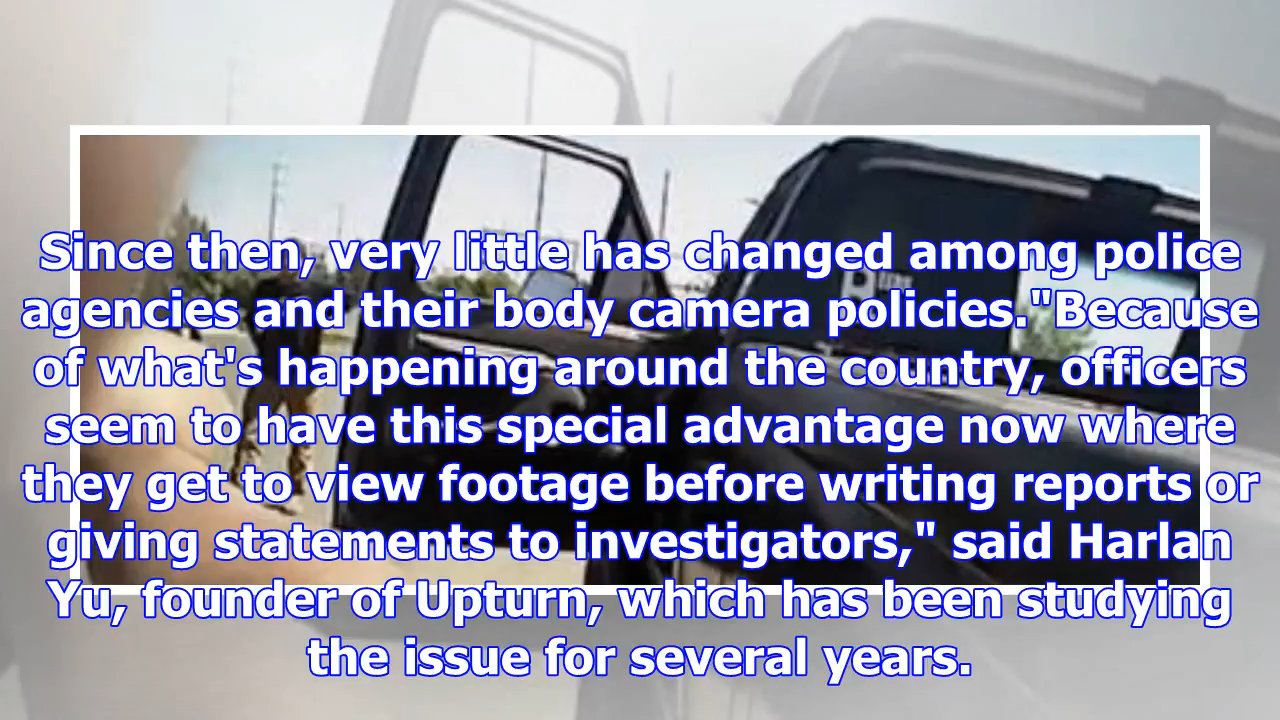 Since then, very little has changed among police
agencies and their body camera policies."Because
of what's happening around the country, officers
seem to have this special advantage now where
they get to view footage before writing reports or
giving statements to investigators," said Harlan
Yu, founder of Upturn, which has been studying
the issue for several years.